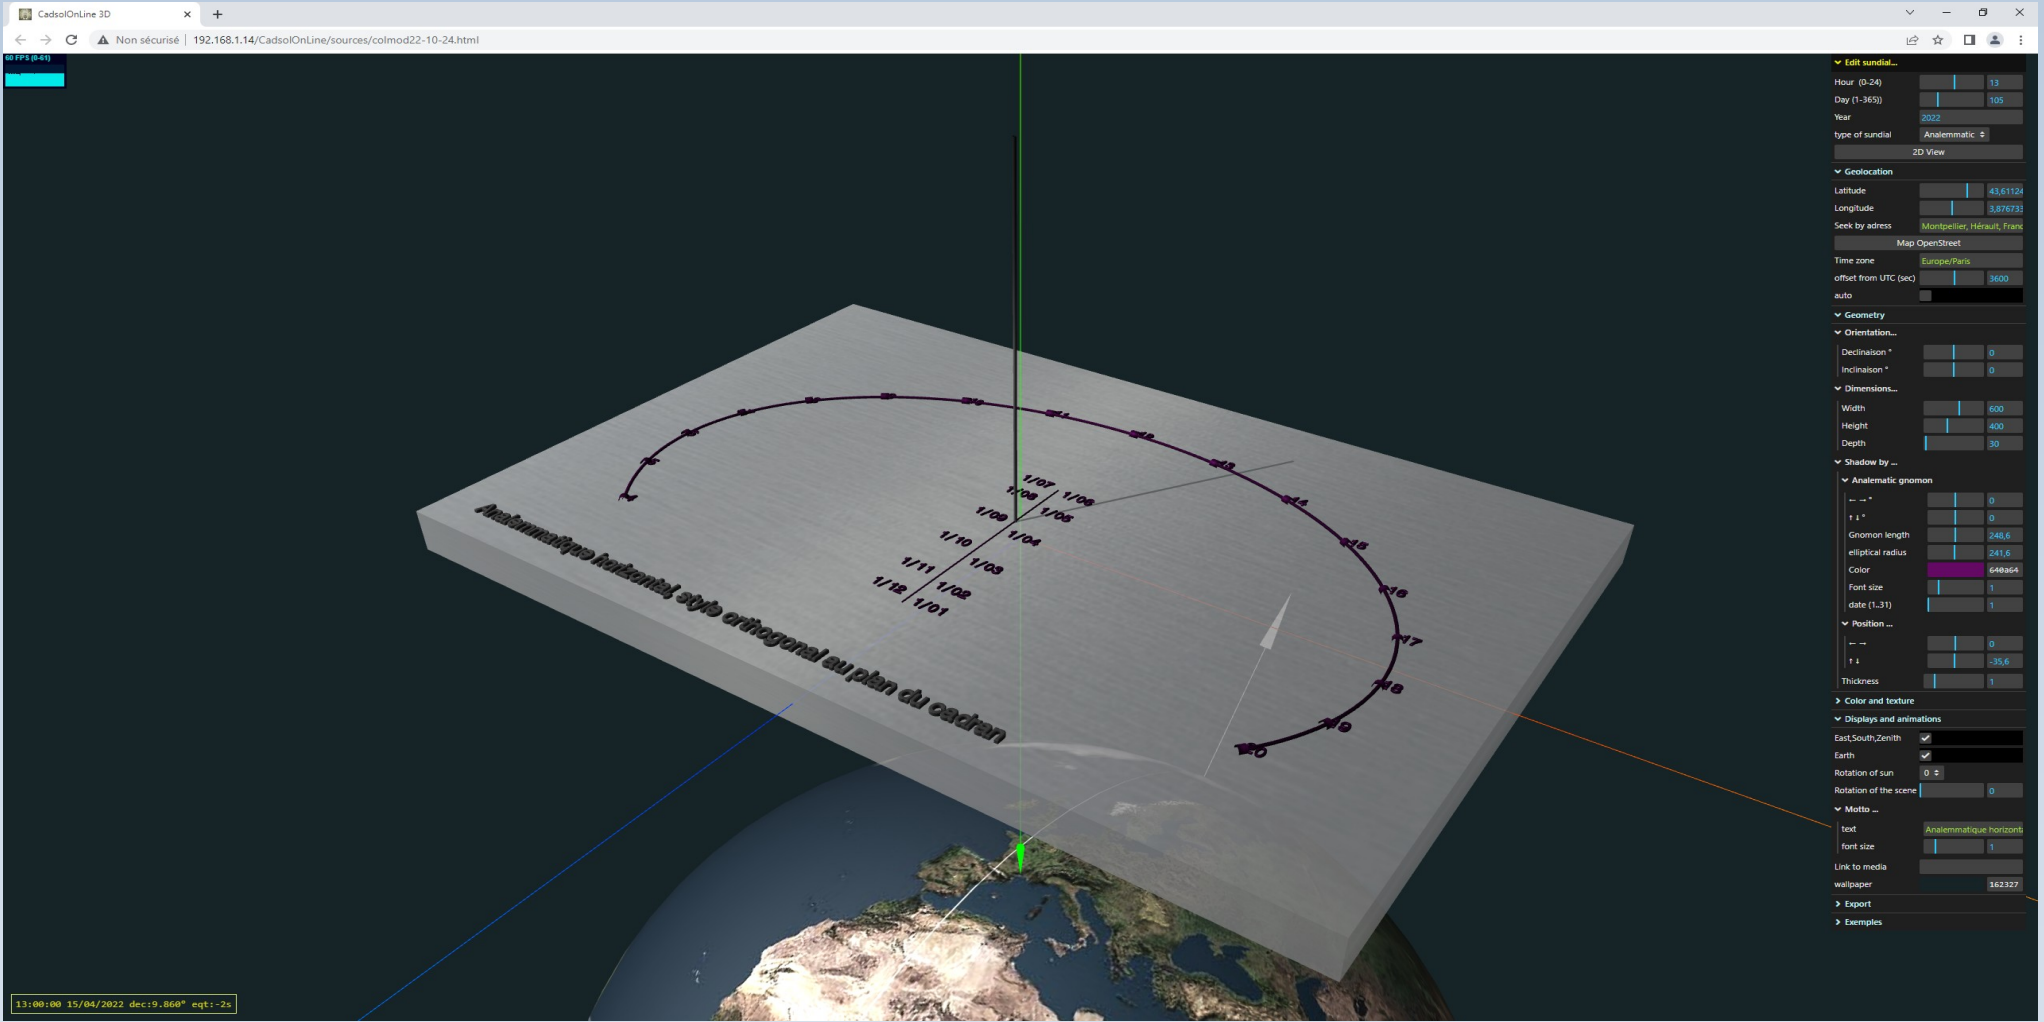 CadsolOnLine 3D
Non sécurisé | 192.168.1.14/CadsolOnLine/sources/colmod22-10-24.html
60 FPS (0-61)
Edit sundial...
Hour (0-24) 13
Day (1-365)) 105
Year 2022
type of sundial Analemmatic
2D View
Geolocation
Latitude 43,61124
Longitude 3,876733
Seek by adress Montpellier, Hérault, Franc
Map OpenStreet
Time zone Europe/Paris
offset from UTC (sec) 3600
auto
Geometry
Orientation...
Declinaison ° 0
Inclinaison ° 0
Dimensions...
Width 600
Height 400
Depth 30
Shadow by ...
Analematic gnomon
←→° 0
↑↓° 0
Gnomon length 248,6
elliptical radius 241,6
Color 640a64
Font size 1
date (1..31) 1
Position ...
←→ 0
↑↓ -35,6
Thickness 1
Color and texture
Displays and animations
East,South,Zenith
Earth
Rotation of sun 0
Rotation of the scene 0
Motto ...
text Analemmatique horizonta
font size 1
Link to media
wallpaper 162327
Export
Exemples
11
12
13
14
15
16
17
18
19
20
1/07
1/08 1/06
1/09 1/05
1/10 1/04
1/11 1/03
1/12 1/02
1/01
Analemmatique horizontal, style orthogonal au plan du cadran
13:00:00 15/04/2022 dec:9.860° eqt:-2s